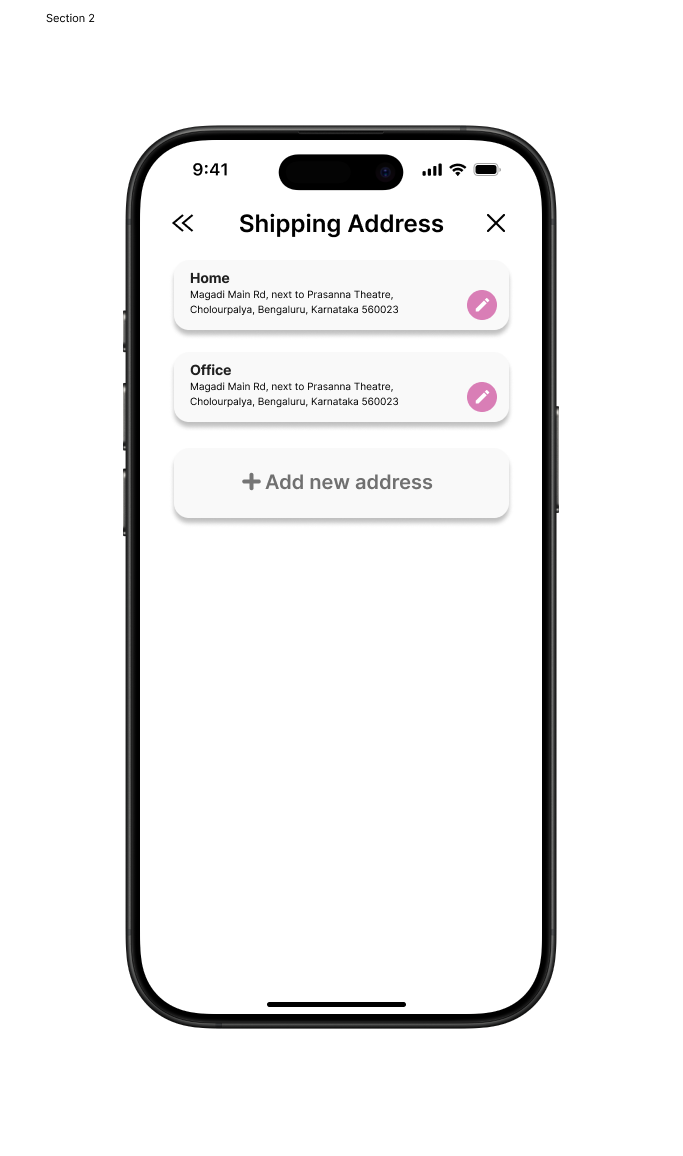 Section 2
9:41
Shipping Address
Home
Magadi Main Rd, next to Prasanna Theatre,
Cholourpalya, Bengaluru, Karnataka 560023
Office
Magadi Main Rd, next to Prasanna Theatre,
Cholourpalya, Bengaluru, Karnataka 560023
Add new address